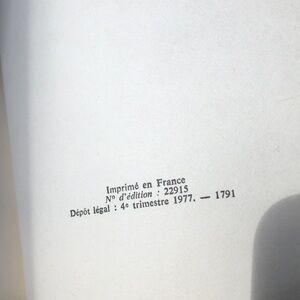 Imprimé en France
N° d'édition : 22915
Dépôt légal : 4e trimestre 1977. — 1791